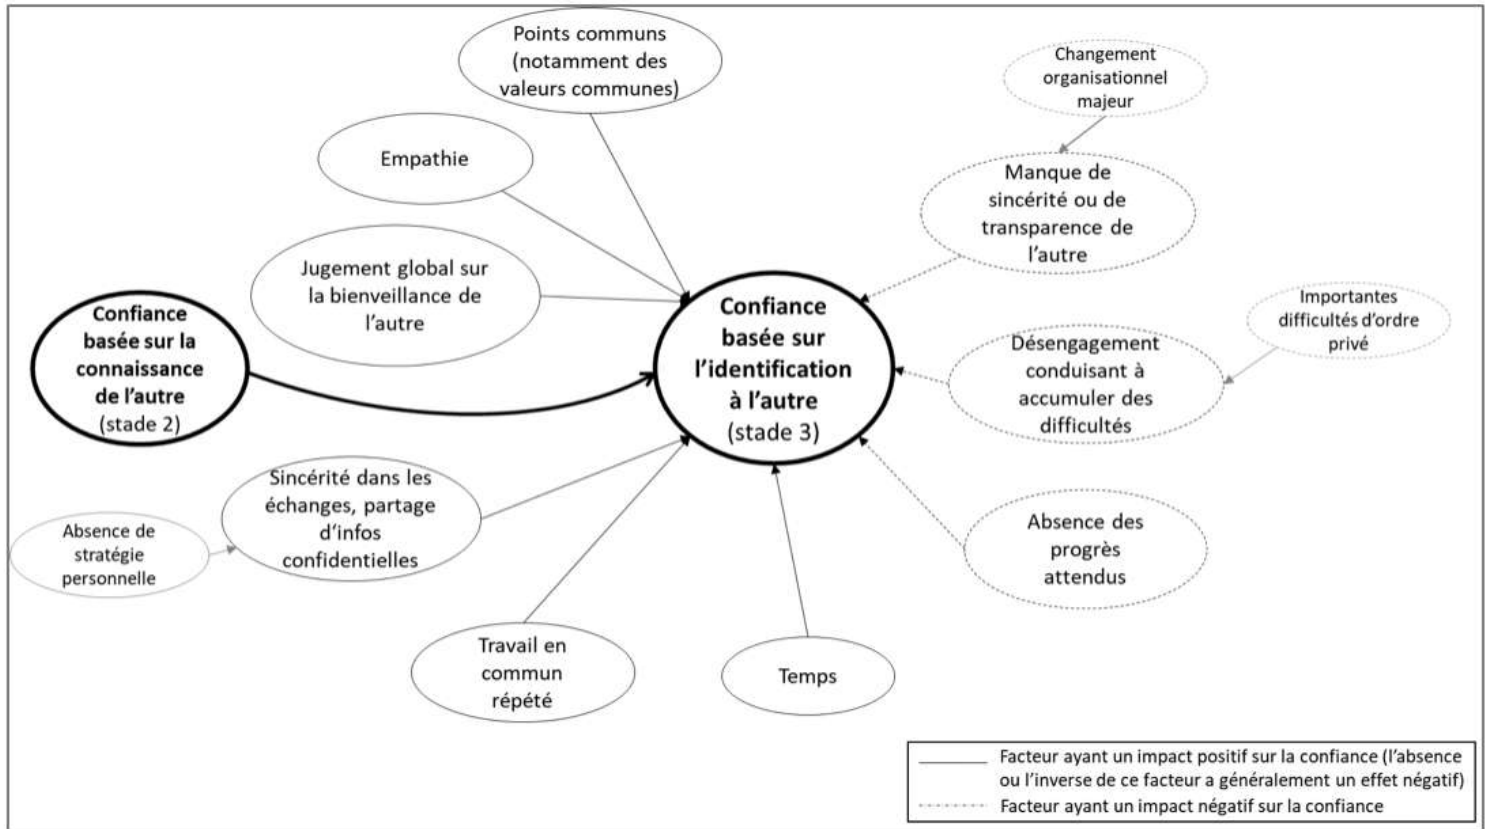 Points communs
(notamment des
valeurs communes)
Changement
organisationnel
majeur
Empathie
Manque de
sincérité ou de
transparence de
l'autre
Jugement global sur
la bienveillance de
l'autre
Confiance
basée sur la
connaissance
de l'autre
(stade 2)
Confiance
basée sur
l'identification
à l'autre
(stade 3)
Importantes
difficultés d'ordre
privé
Désengagement
conduisant à
accumuler des
difficultés
Sincérité dans les
échanges, partage
d'infos
confidentielles
Absence de
stratégie
personnelle
Absence des
progrès
attendus
Travail en
commun
répété
Temps
Facteur ayant un impact positif sur la confiance (l'absence
ou l'inverse de ce facteur a généralement un effet négatif)
Facteur ayant un impact négatif sur la confiance